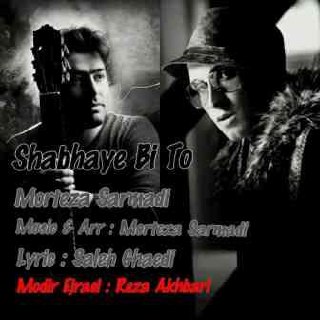 Shabhaye Bi To
Morteza Sarmadi
Music & Arr : Morteza Sarmadi
Lyric : Saleh Ghaedi
Modir Ejraei : Reza Akhbari